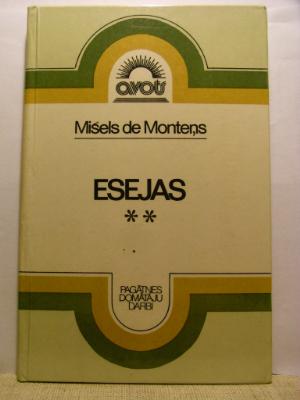 avots
Mišels de Monteņs
ESEJAS
**
PAGĀTNES
DOMĀTĀJU
DARBI